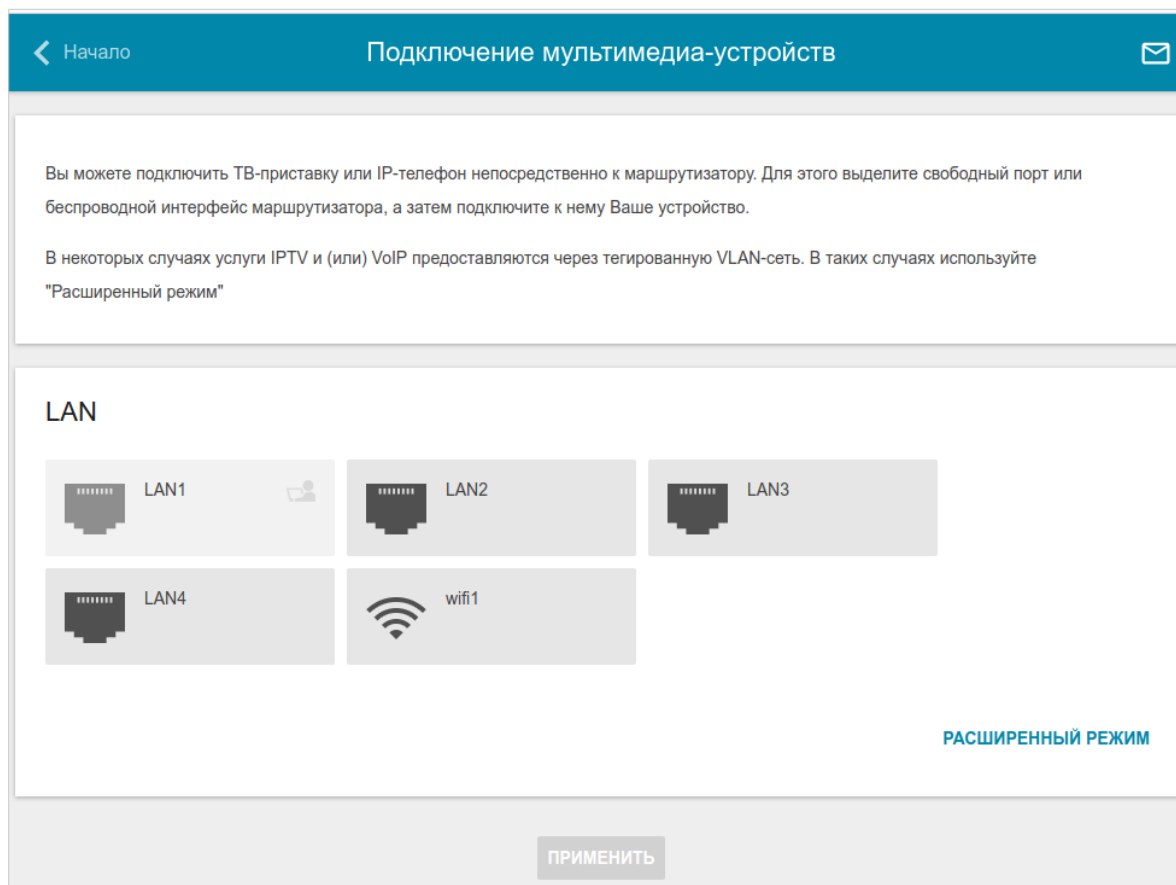 Начало
Подключение мультимедиа-устройств
Вы можете подключить ТВ-приставку или IP-телефон непосредственно к маршрутизатору. Для этого выделите свободный порт или
беспроводной интерфейс маршрутизатора, а затем подключите к нему Ваше устройство.
В некоторых случаях услуги IPTV и (или) VoIP предоставляются через тегированную VLAN-сеть. В таких случаях используйте
"Расширенный режим"
LAN
LAN1
LAN2
LAN3
LAN4
wifi1
РАСШИРЕННЫЙ РЕЖИМ
ПРИМЕНИТЬ